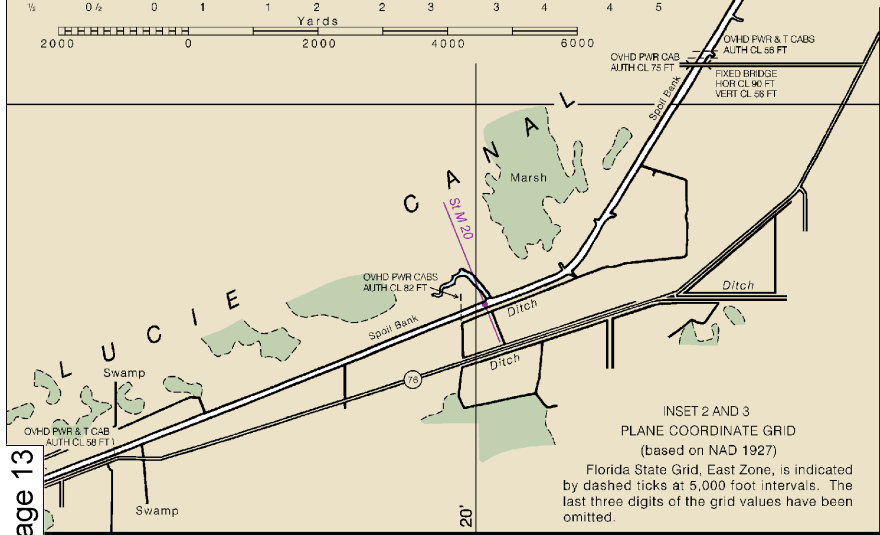 ½ 0 ½ 1 1 2 2 3 3 4 4 5
Yards
2000 0 2000 4000 6000
OVHD PWR & T CABS
AUTH CL 56 FT
OVHD PWR CAB
AUTH CL 75 FT
FIXED BRIDGE
HOR CL 90 FT
VERT CL 56 FT
Spoil Bank
LUCIE CANAL
Marsh
St M 20
OVHD PWR CABS
AUTH CL 82 FT
Ditch
Ditch
Spoil Bank
Ditch
76
Swamp
OVHD PWR & T CAB
AUTH CL 58 FT
Swamp
age 13
20'
INSET 2 AND 3
PLANE COORDINATE GRID
(based on NAD 1927)
Florida State Grid, East Zone, is indicated
by dashed ticks at 5,000 foot intervals. The
last three digits of the grid values have been
omitted.